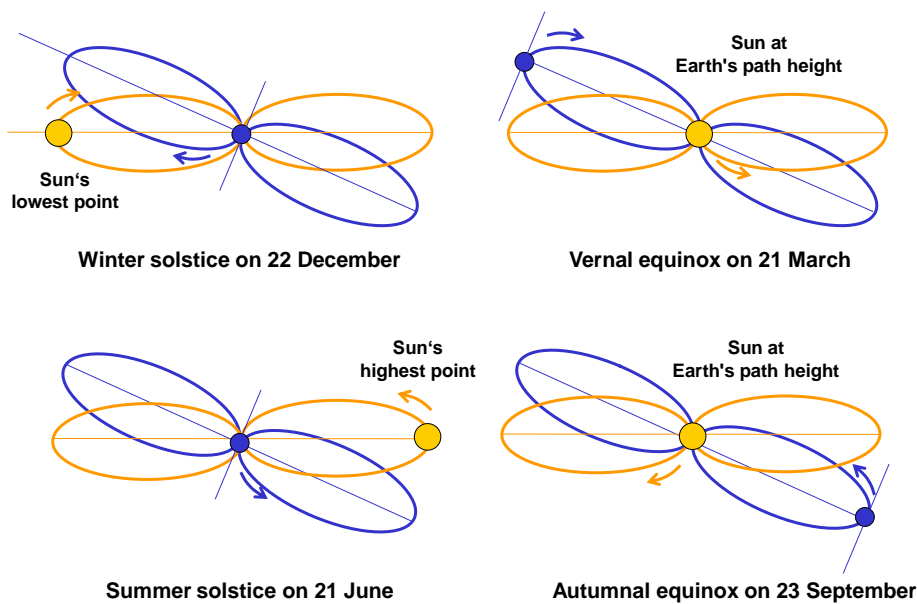 Sun at
Earth's path height
Sun‘s
lowest point
Winter solstice on 22 December
Vernal equinox on 21 March
Sun‘s
highest point
Sun at
Earth's path height
Summer solstice on 21 June
Autumnal equinox on 23 September